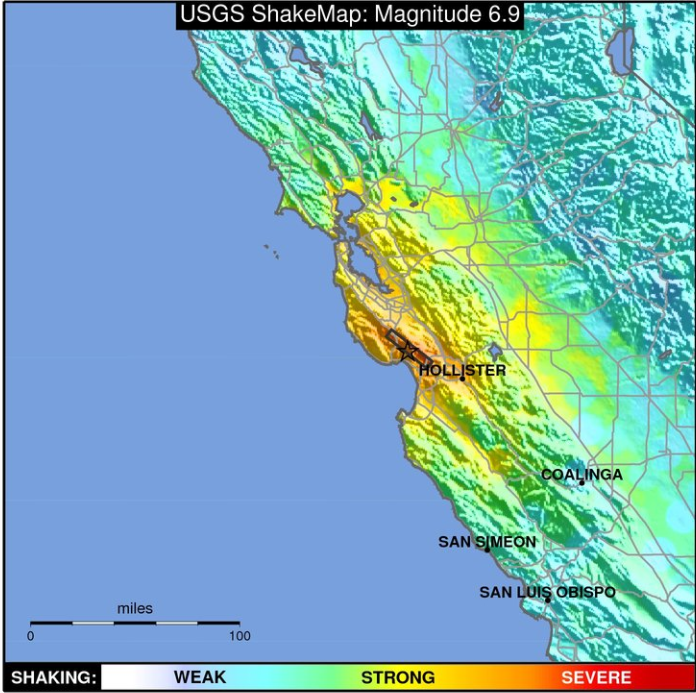 USGS ShakeMap: Magnitude 6.9
HOLLISTER
COALINGA
SAN SIMEON
SAN LUIS OBISPO
miles
0 100
SHAKING: WEAK STRONG SEVERE